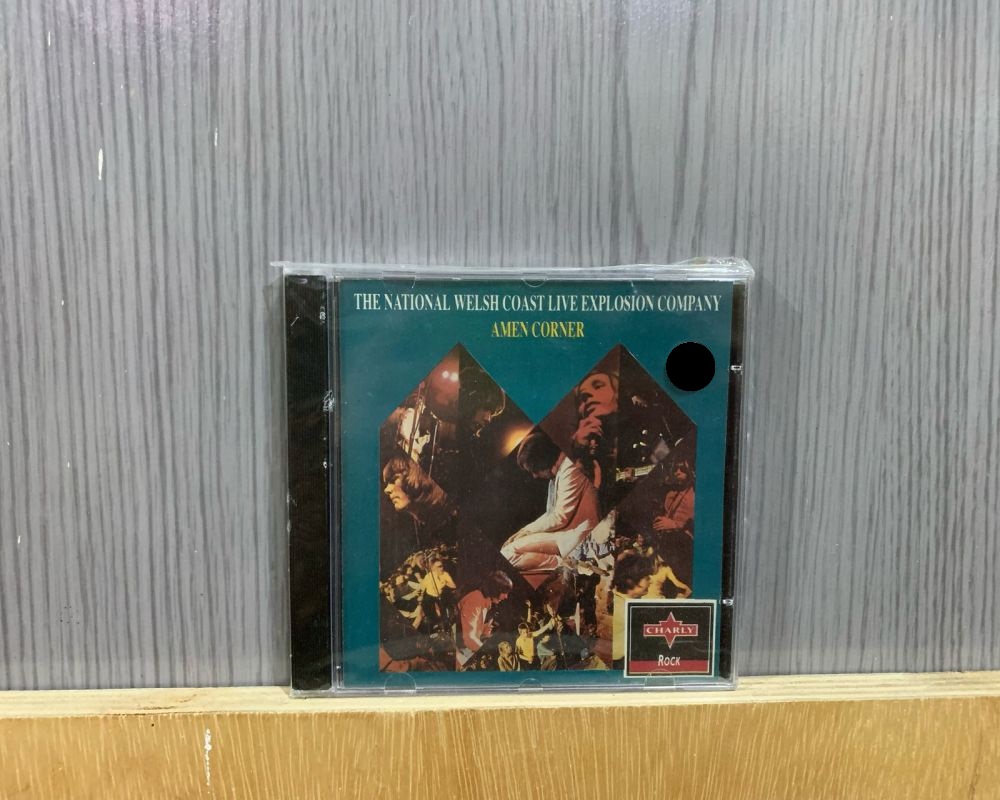 THE NATIONAL WELSH COAST LIVE EXPLOSION COMPANY
AMEN CORNER
CHARLY
ROCK